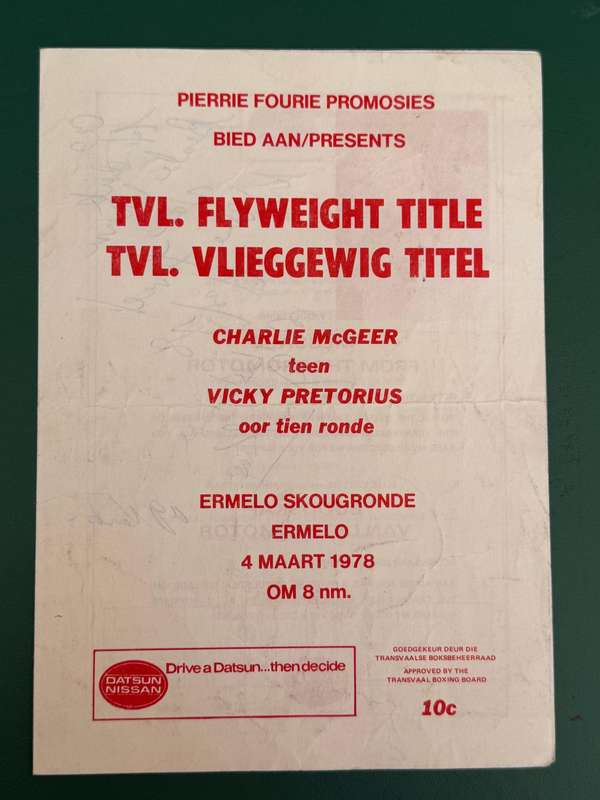 PIERRIE FOURIE PROMOSIES
BIED AAN/PRESENTS
TVL. FLYWEIGHT TITLE
TVL. VLIEGGEWIG TITEL
CHARLIE McGEER
teen
VICKY PRETORIUS
oor tien ronde
ERMELO SKOUGRONDE
ERMELO
4 MAART 1978
OM 8 nm.
DATSUN
NISSAN
Drive a Datsun...then decide
GOEDGEKEUR DEUR DIE
TRANSVAALSE BOKSBEHEERRAAD
APPROVED BY THE
TRANSVAAL BOXING BOARD
10c